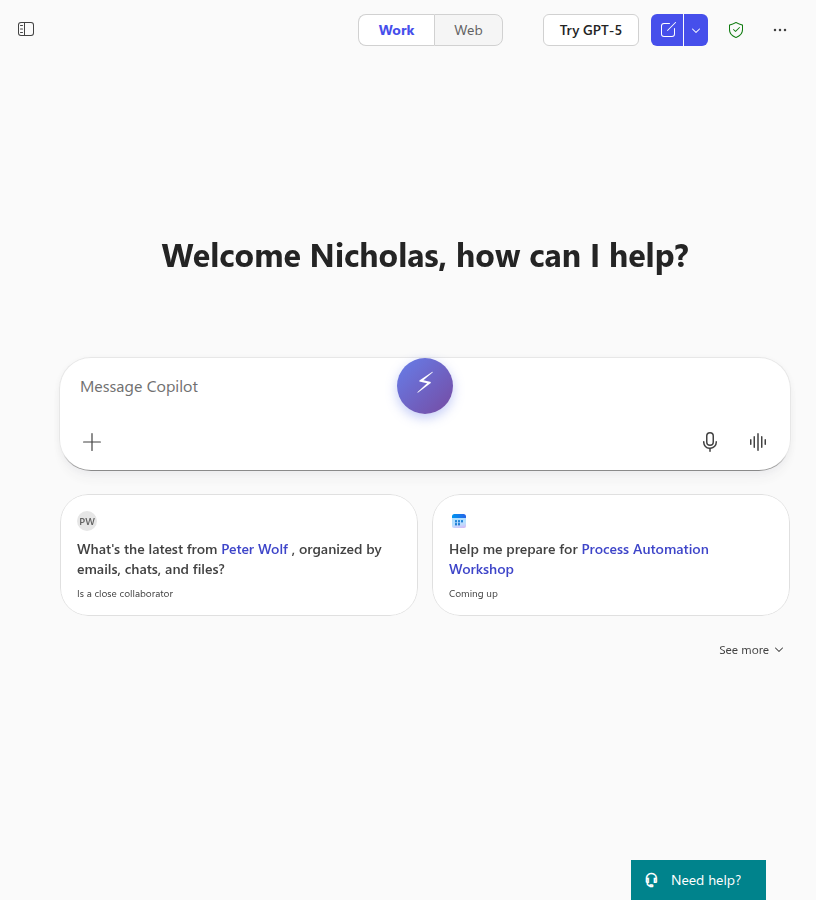 Work
Web
Try GPT-5
Welcome Nicholas, how can I help?
Message Copilot
PW
What's the latest from Peter Wolf , organized by
emails, chats, and files?
Is a close collaborator
Help me prepare for Process Automation
Workshop
Coming up
See more
Need help?